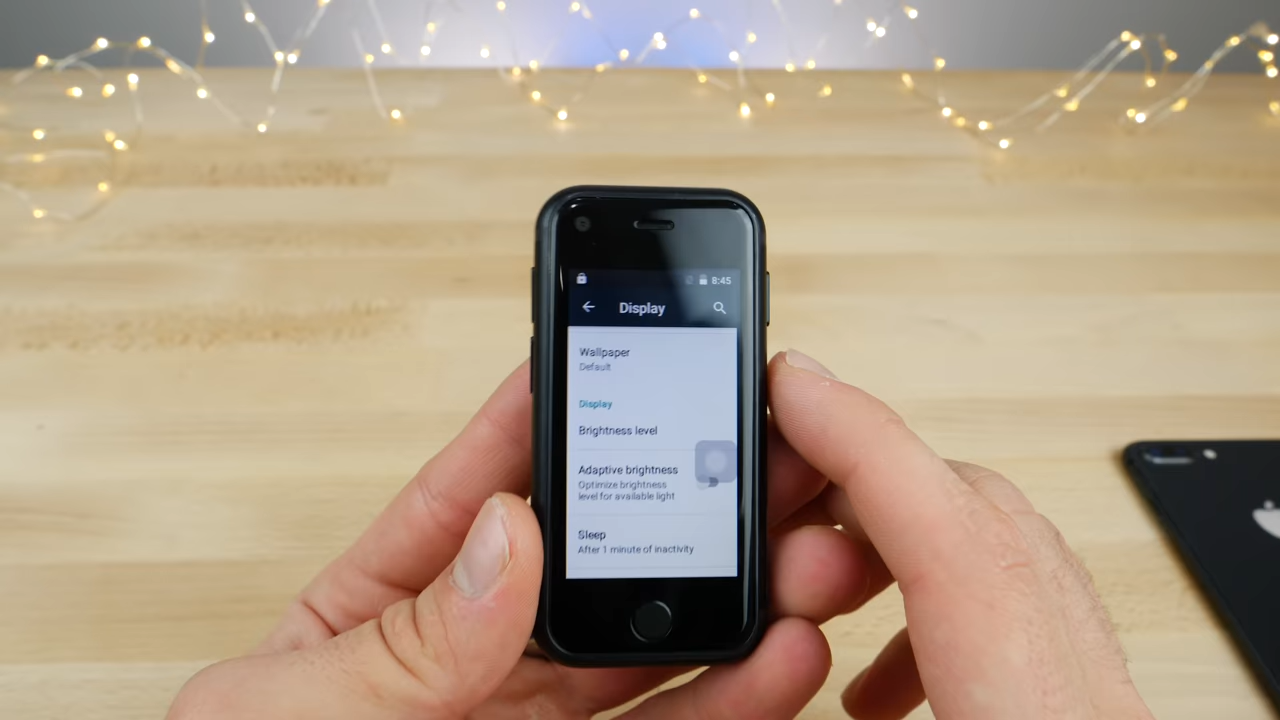 8:45
Display
Wallpaper
Default
Display
Brightness level
Adaptive brightness
Optimize brightness
level for available light
Sleep
After 1 minute of inactivity